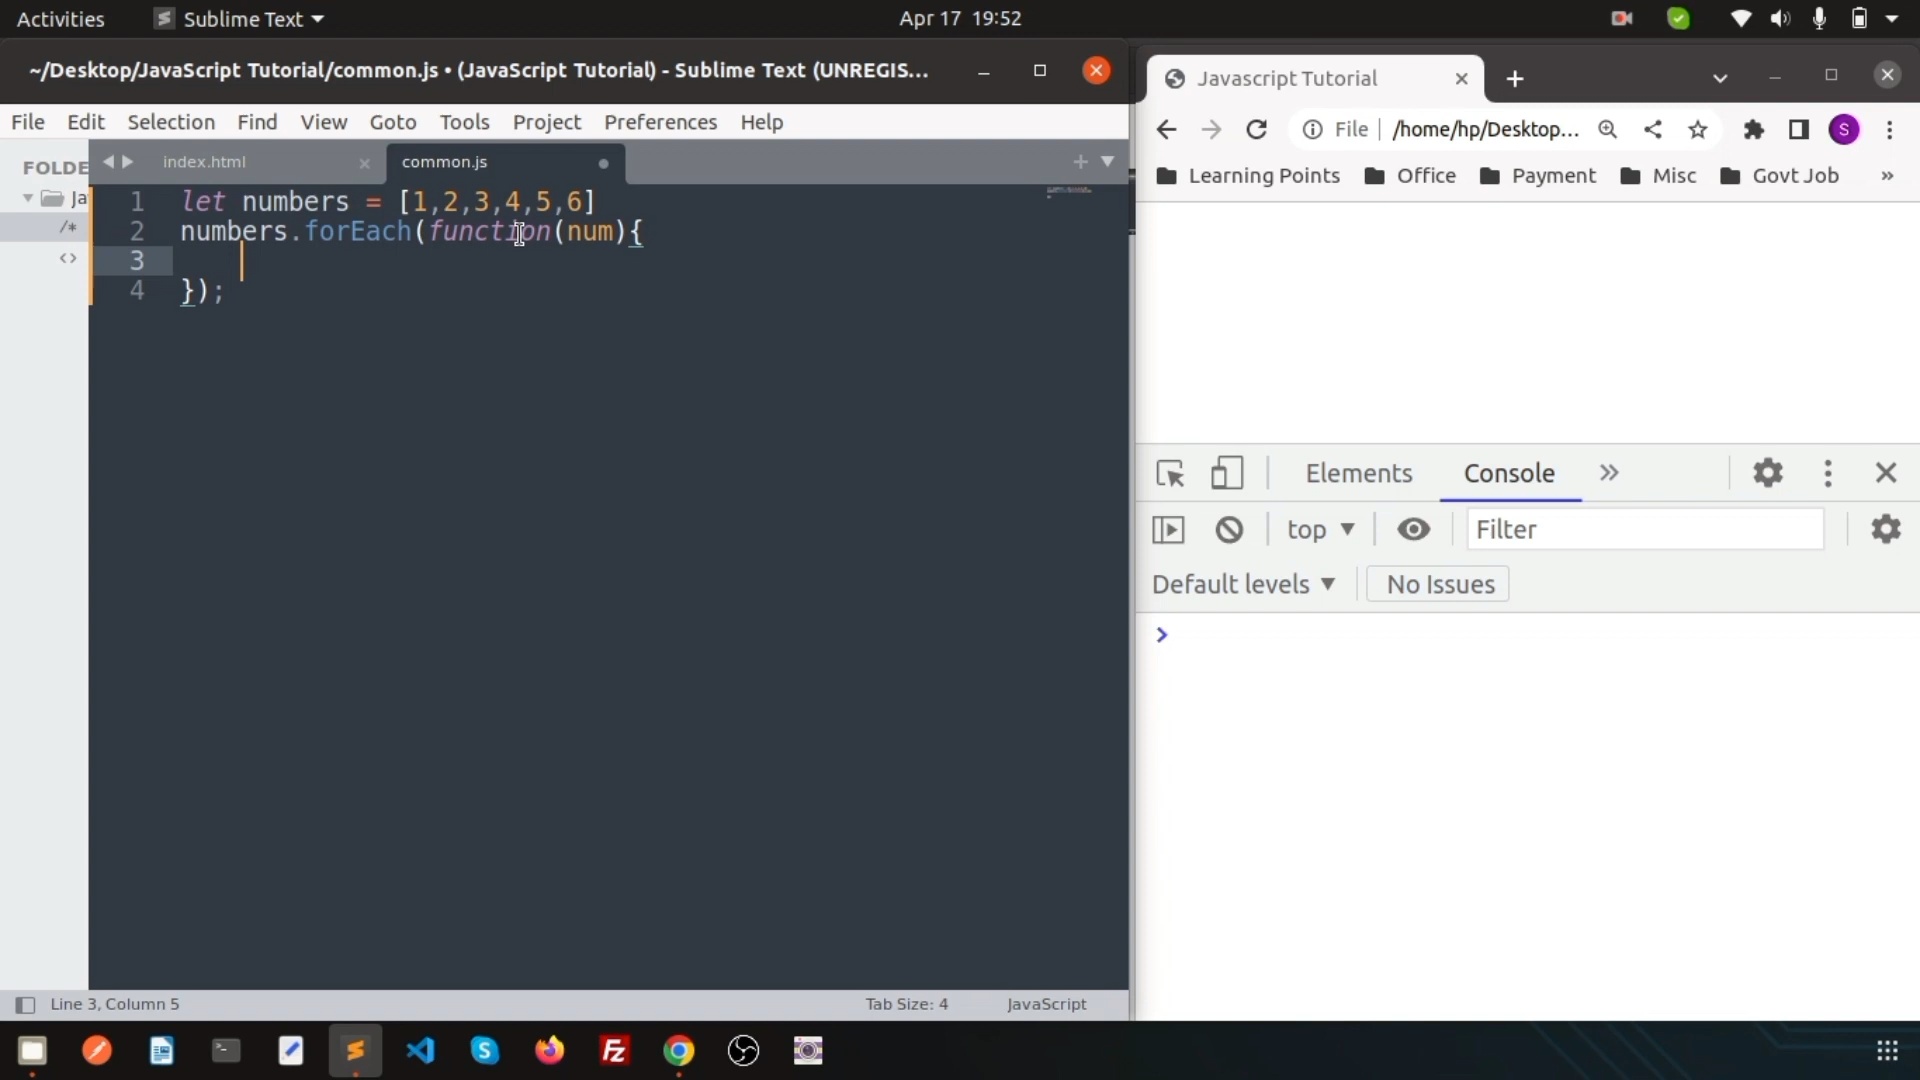 Activities Sublime Text Apr 17 19:52
~/Desktop/JavaScript Tutorial/common.js • (JavaScript Tutorial) - Sublime Text (UNREGIS...
File Edit Selection Find View Goto Tools Project Preferences Help
FOLDE
Ja
/*
<>
index.html common.js
1 let numbers = [1,2,3,4,5,6]
2 numbers.forEach(function(num){
3
4 });
Line 3, Column 5 Tab Size: 4 JavaScript
Javascript Tutorial
File /home/hp/Desktop... S
Learning Points Office Payment Misc Govt Job »
Elements Console
top Filter
Default levels No Issues